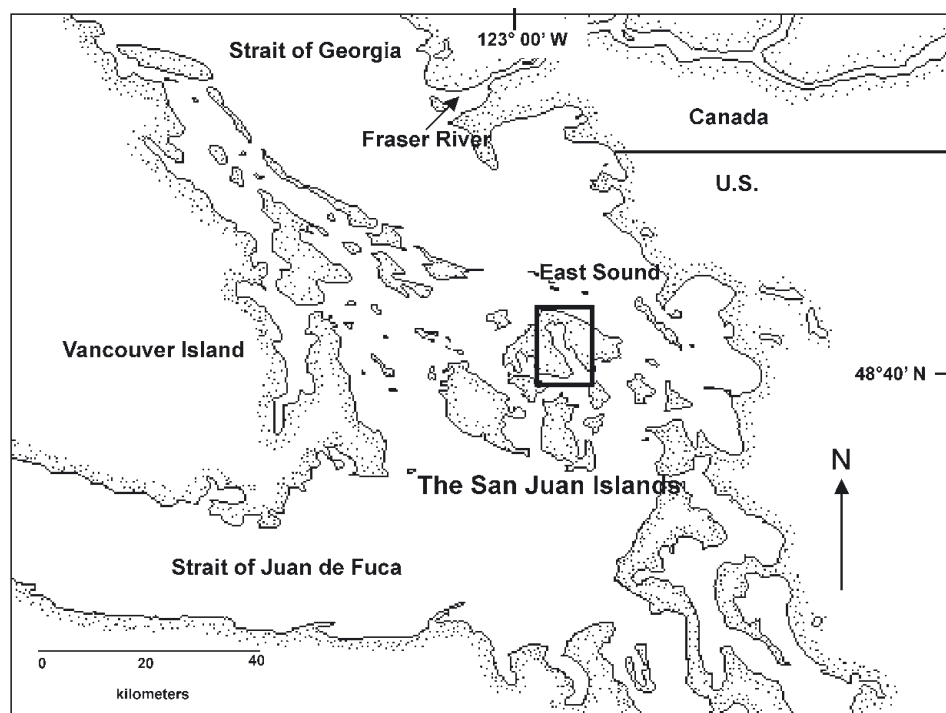 Strait of Georgia
123° 00' W
Fraser River
Canada
U.S.
East Sound
Vancouver Island
48°40' N
N
The San Juan Islands
Strait of Juan de Fuca
0 20 40
kilometers